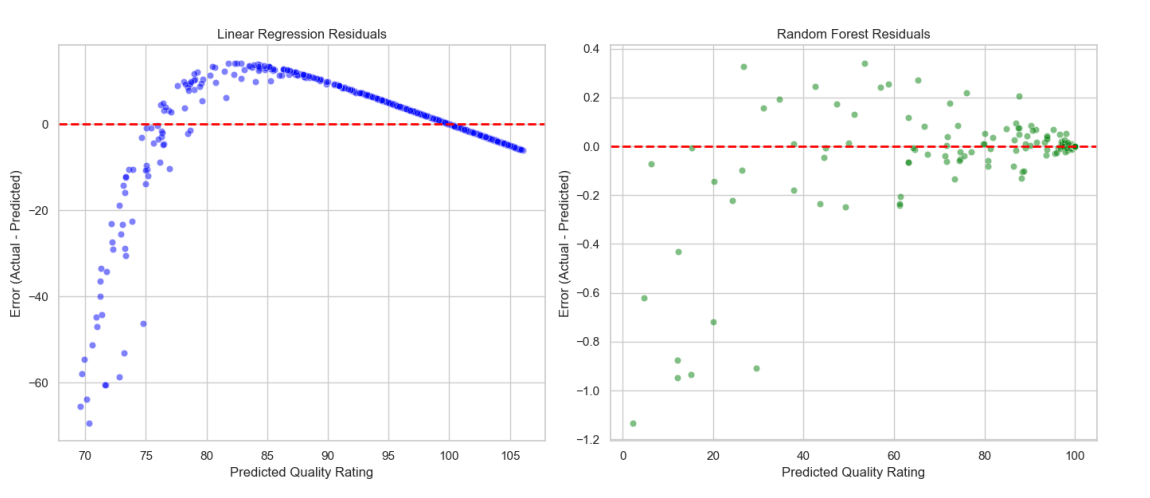 Linear Regression Residuals
Error (Actual - Predicted)
0
−20
−40
−60
70 75 80 85 90 95 100 105
Predicted Quality Rating
Random Forest Residuals
Error (Actual - Predicted)
0.4
0.2
0.0
−0.2
−0.4
−0.6
−0.8
−1.0
−1.2
0 20 40 60 80 100
Predicted Quality Rating